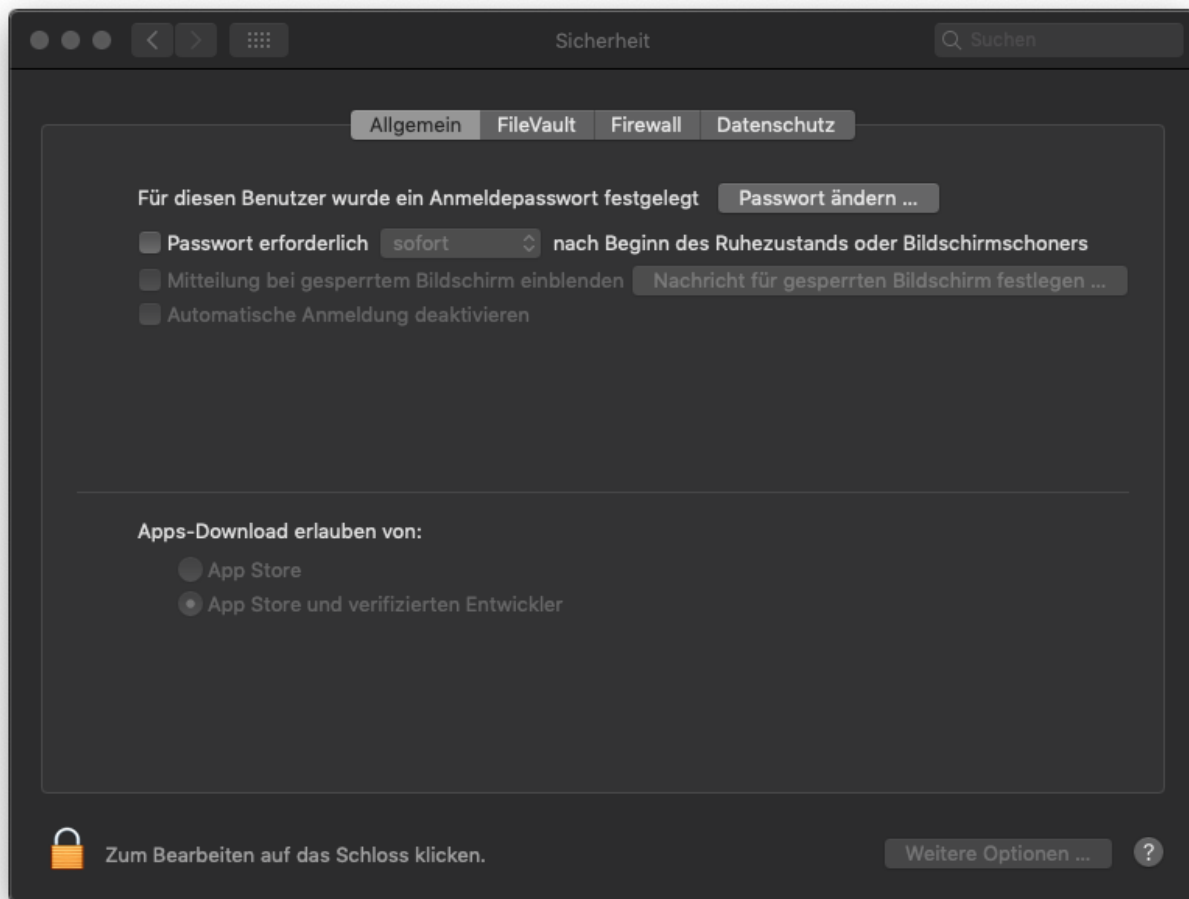 Sicherheit
Suchen
Allgemein FileVault Firewall Datenschutz
Für diesen Benutzer wurde ein Anmeldepasswort festgelegt Passwort ändern ...
Passwort erforderlich sofort nach Beginn des Ruhezustands oder Bildschirmschoners
Mitteilung bei gesperrtem Bildschirm einblenden Nachricht für gesperrten Bildschirm festlegen ...
Automatische Anmeldung deaktivieren
Apps-Download erlauben von:
App Store
App Store und verifizierten Entwickler
Zum Bearbeiten auf das Schloss klicken. Weitere Optionen ... ?